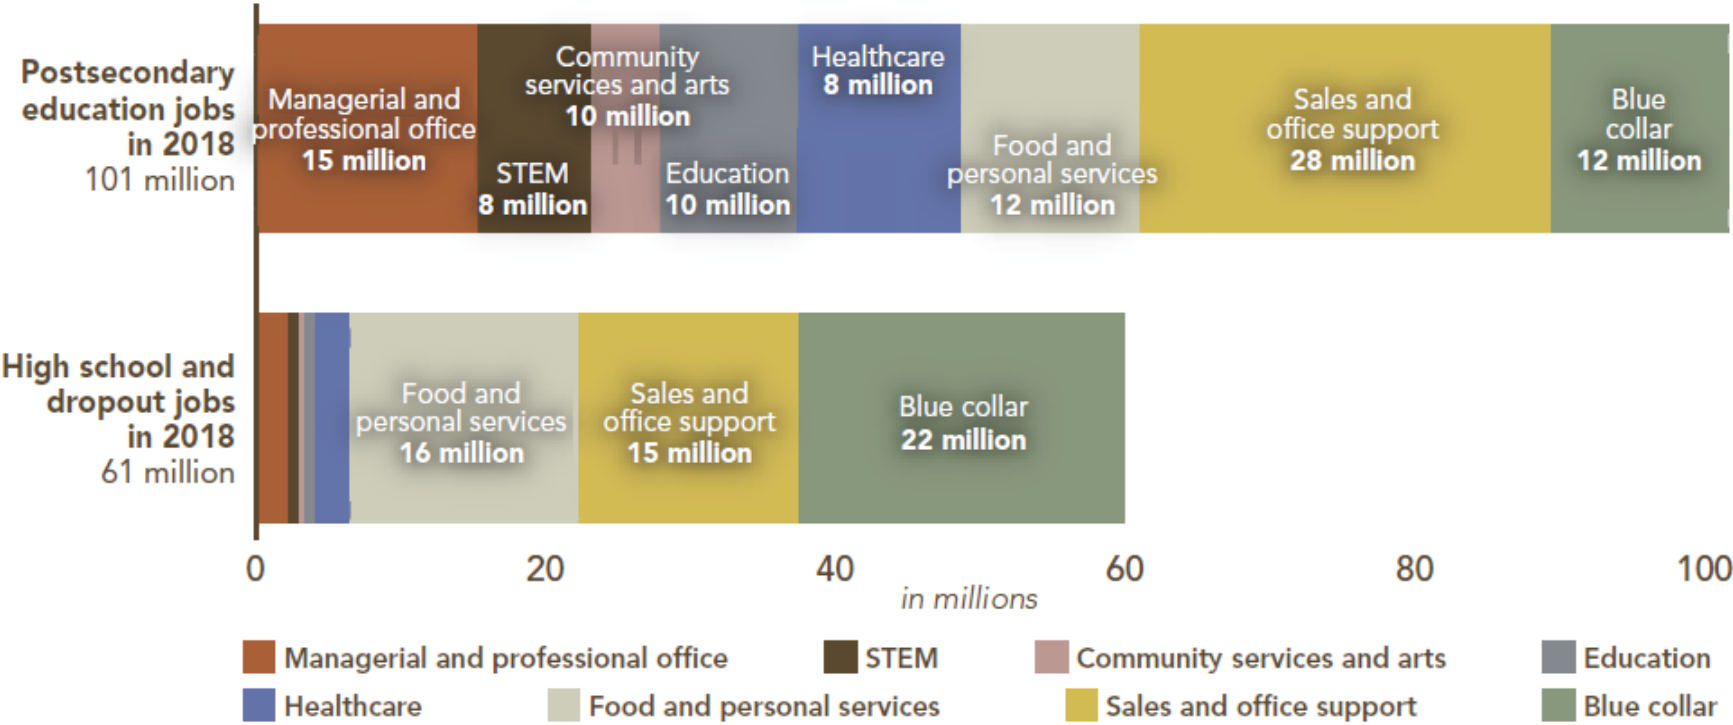 Postsecondary
education jobs
in 2018
101 million
Managerial and
professional office
15 million
STEM
8 million
Community
services and arts
10 million
Education
10 million
Healthcare
8 million
Food and
personal services
12 million
Sales and
office support
28 million
Blue
collar
12 million
High school and
dropout jobs
in 2018
61 million
Food and
personal services
16 million
Sales and
office support
15 million
Blue collar
22 million
0 20 40 60 80 100
in millions
Managerial and professional office STEM Community services and arts Education
Healthcare Food and personal services Sales and office support Blue collar